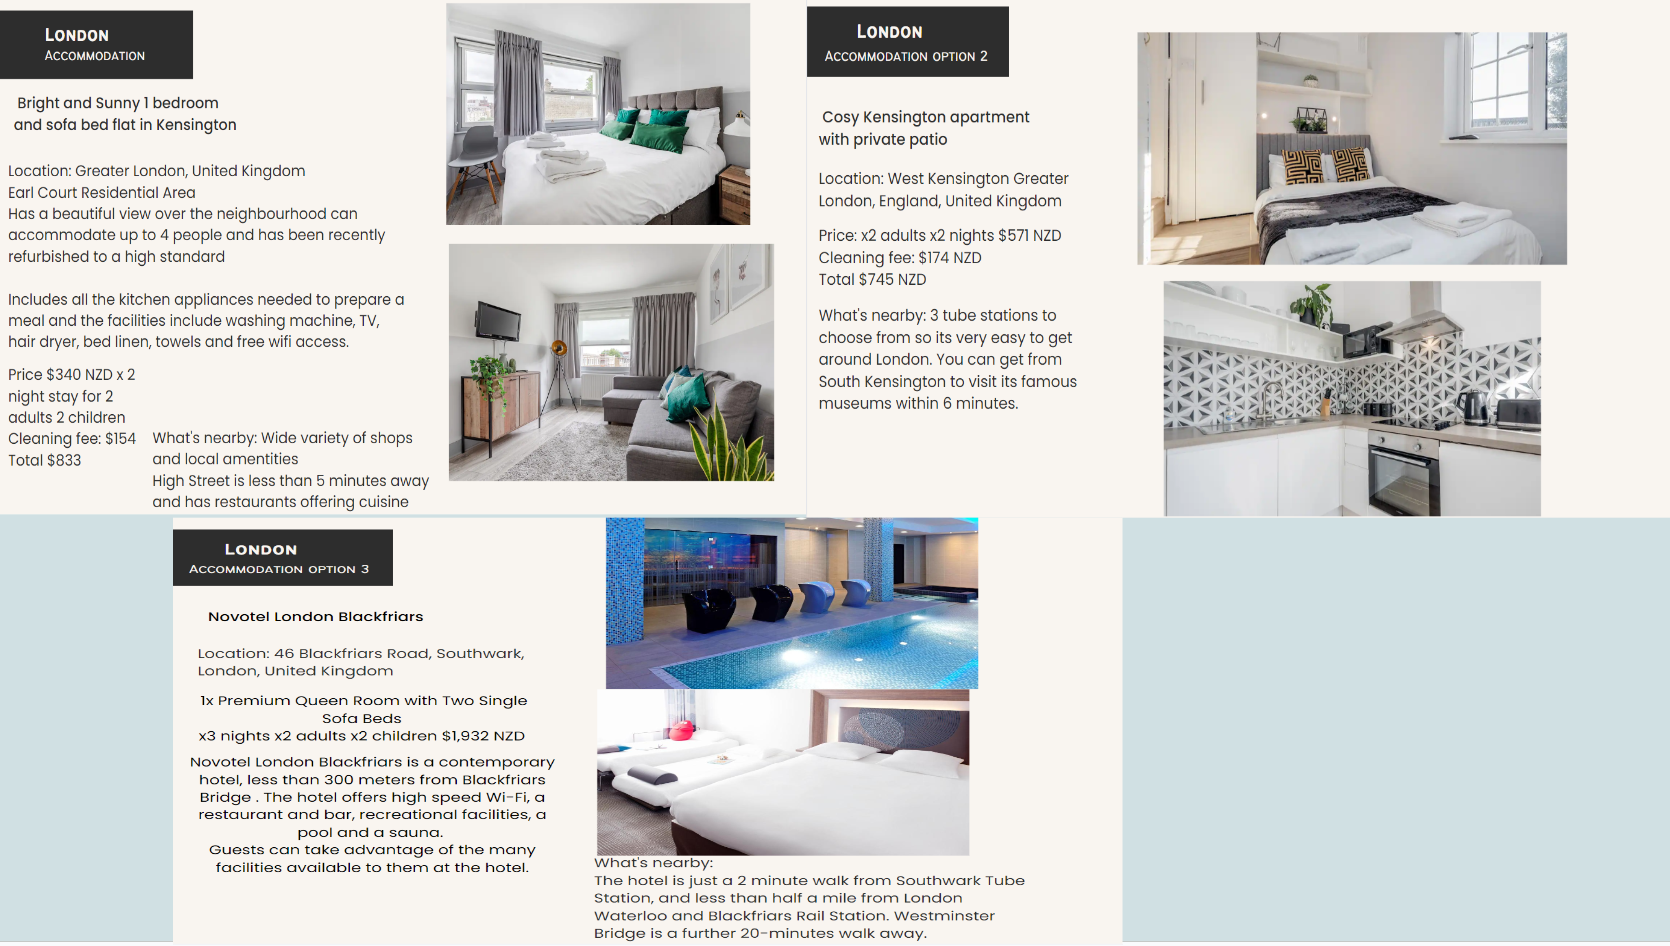 LONDON
ACCOMMODATION
Bright and Sunny 1 bedroom
and sofa bed flat in Kensington
Location: Greater London, United Kingdom
Earl Court Residential Area
Has a beautiful view over the neighbourhood can
accommodate up to 4 people and has been recently
refurbished to a high standard
Includes all the kitchen appliances needed to prepare a
meal and the facilities include washing machine, TV,
hair dryer, bed linen, towels and free wifi access.
Price $340 NZD x 2
night stay for 2
adults 2 children
Cleaning fee: $154
Total $833
What's nearby: Wide variety of shops
and local amentities
High Street is less than 5 minutes away
and has restaurants offering cuisine
LONDON
ACCOMMODATION OPTION 2
Cosy Kensington apartment
with private patio
Location: West Kensington Greater
London, England, United Kingdom
Price: x2 adults x2 nights $571 NZD
Cleaning fee: $174 NZD
Total $745 NZD
What's nearby: 3 tube stations to
choose from so its very easy to get
around London. You can get from
South Kensington to visit its famous
museums within 6 minutes.
LONDON
ACCOMMODATION OPTION 3
Novotel London Blackfriars
Location: 46 Blackfriars Road, Southwark,
London, United Kingdom
1x Premium Queen Room with Two Single
Sofa Beds
x3 nights x2 adults x2 children $1,932 NZD
Novotel London Blackfriars is a contemporary
hotel, less than 300 meters from Blackfriars
Bridge . The hotel offers high speed Wi-Fi, a
restaurant and bar, recreational facilities, a
pool and a sauna.
Guests can take advantage of the many
facilities available to them at the hotel.
What's nearby:
The hotel is just a 2 minute walk from Southwark Tube
Station, and less than half a mile from London
Waterloo and Blackfriars Rail Station. Westminster
Bridge is a further 20-minutes walk away.